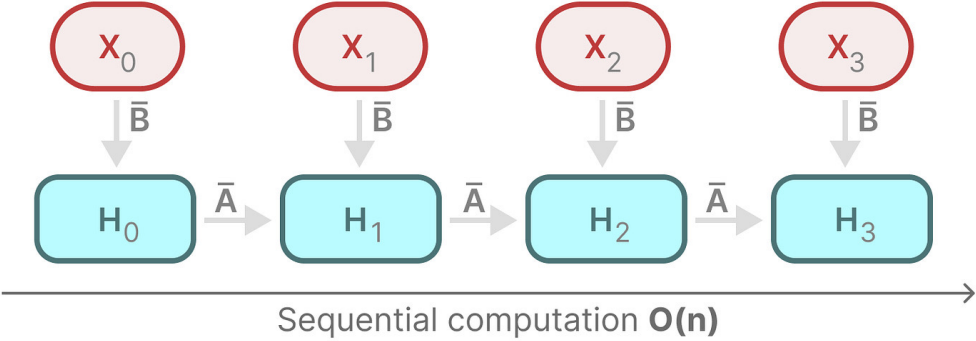 X0 X1 X2 X3
B̅ B̅ B̅ B̅
A̅ A̅ A̅
H0 H1 H2 H3
Sequential computation O(n)